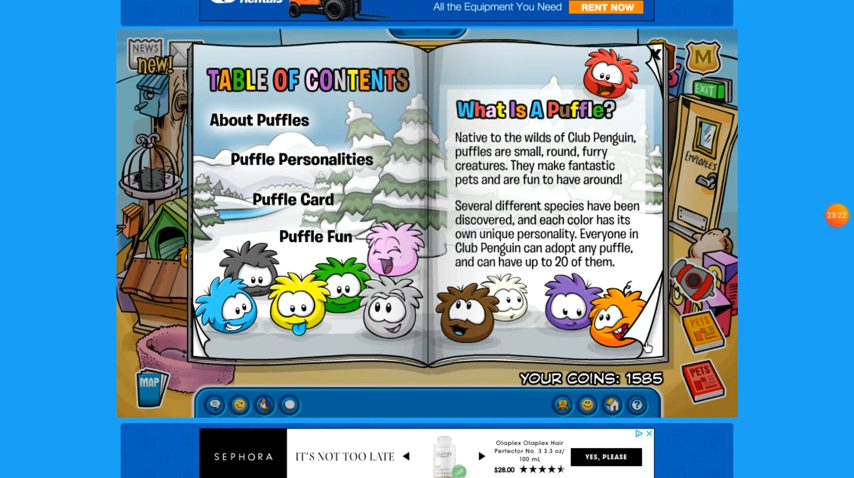 Rentals
All the Equipment You Need
RENT NOW
NEWS
new!
M
EXIT
EMPLOYEES
TABLE OF CONTENTS
About Puffles
Puffle Personalities
Puffle Card
Puffle Fun
What Is A Puffle?
Native to the wilds of Club Penguin,
puffles are small, round, furry
creatures. They make fantastic
pets and are fun to have around!
Several different species have been
discovered, and each color has its
own unique personality. Everyone in
Club Penguin can adopt any puffle,
and can have up to 20 of them.
23:22
PETS
PETS
MAP
YOUR COINS: 1585
?
SEPHORA
IT'S NOT TOO LATE
Olaplex Olaplex Hair
Perfector No. 3 3.3 oz/
100 mL
$28.00
YES, PLEASE